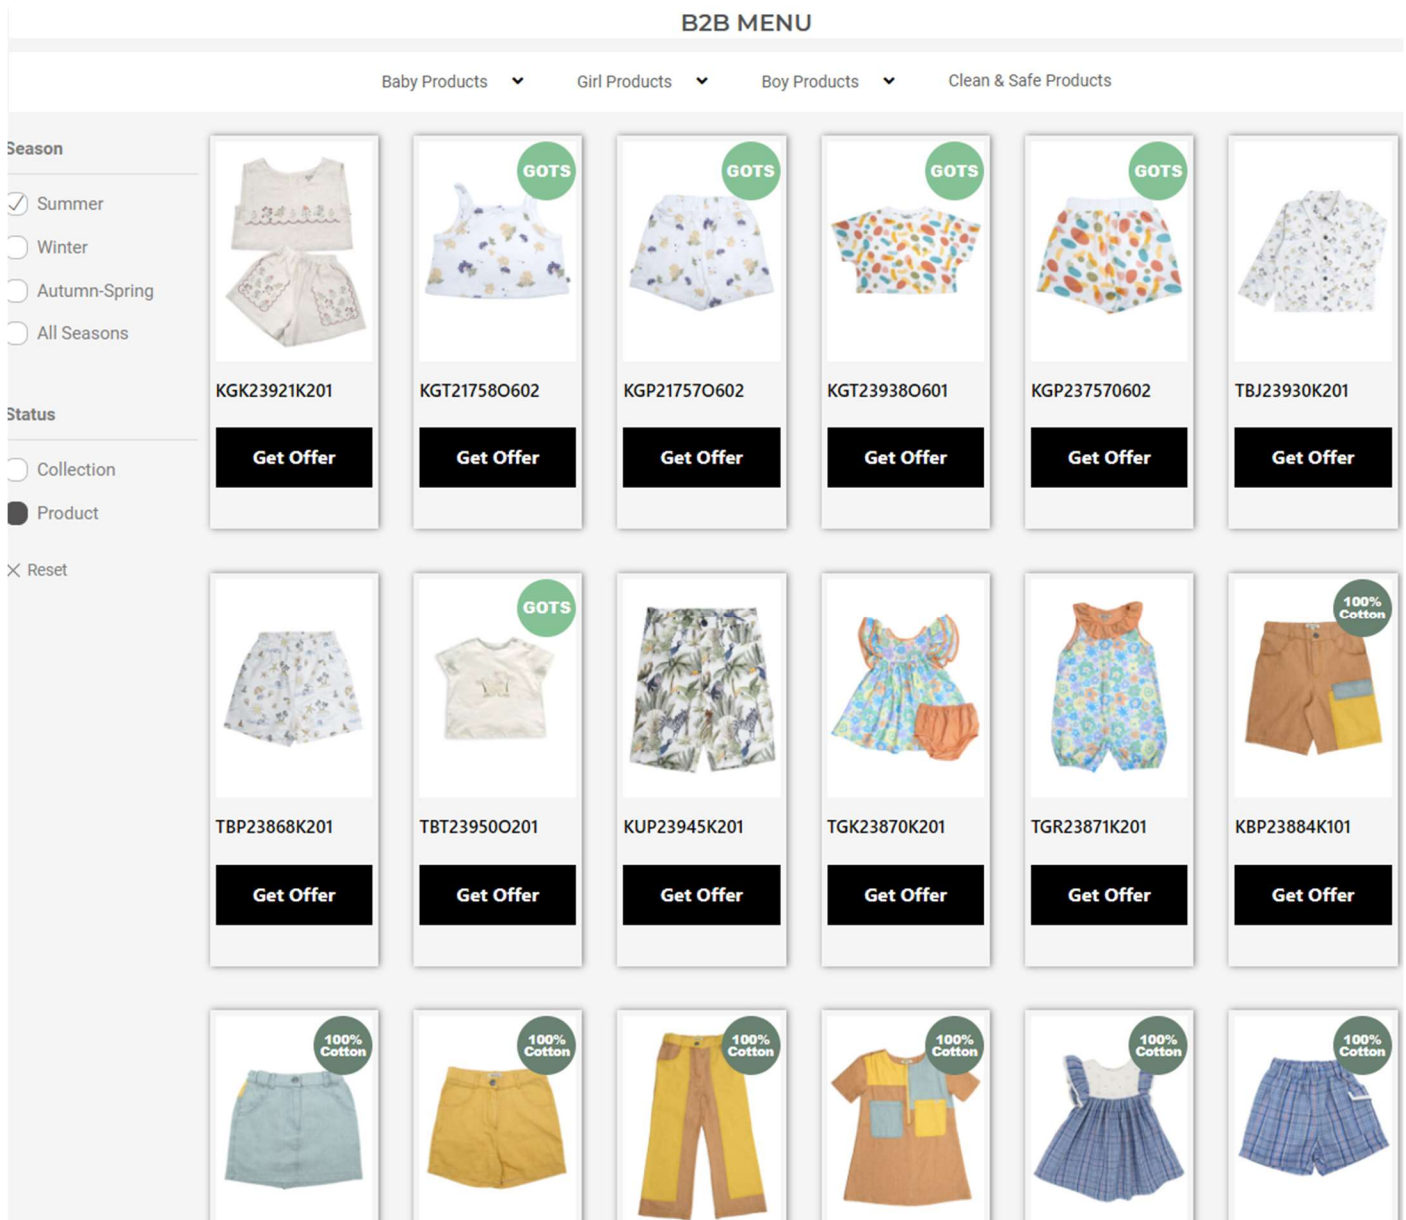 B2B MENU
Baby Products
Girl Products
Boy Products
Clean & Safe Products
Season
Summer
Winter
Autumn-Spring
All Seasons
Status
Collection
Product
Reset
GOTS
GOTS
GOTS
GOTS
KGK23921K201
KGT21758O602
KGP21757O602
KGT23938O601
KGP237570602
TBJ23930K201
Get Offer
Get Offer
Get Offer
Get Offer
Get Offer
Get Offer
GOTS
100%
Cotton
TBP23868K201
TBT23950O201
KUP23945K201
TGK23870K201
TGR23871K201
KBP23884K101
Get Offer
Get Offer
Get Offer
Get Offer
Get Offer
Get Offer
100%
Cotton
100%
Cotton
100%
Cotton
100%
Cotton
100%
Cotton
100%
Cotton